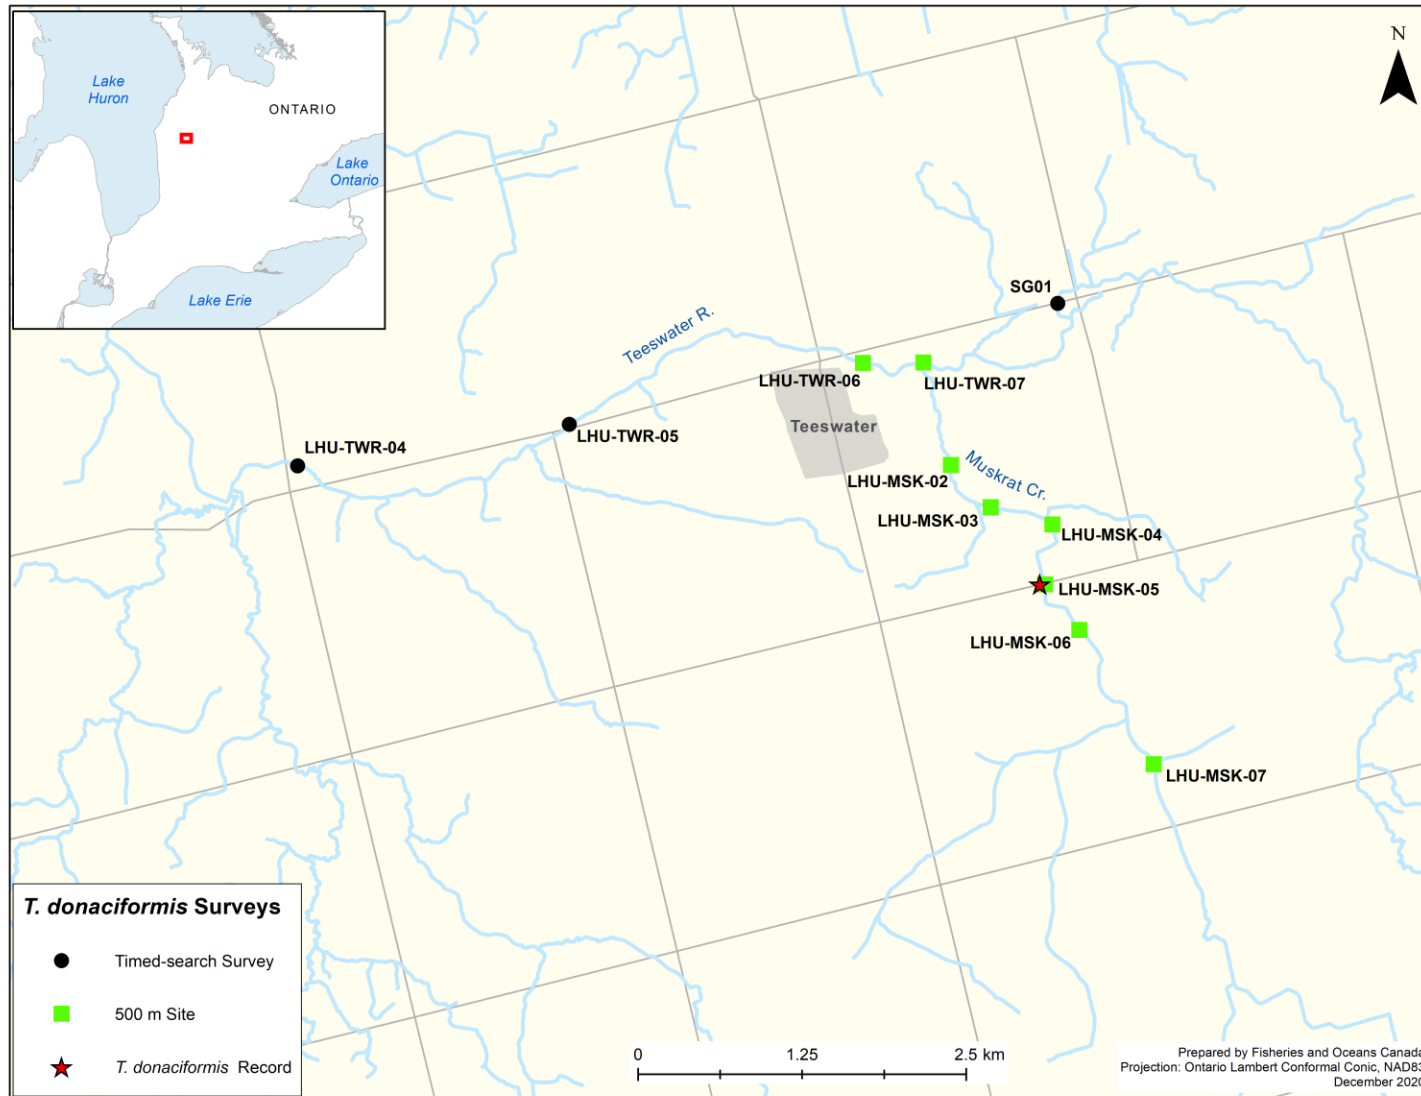 Lake
Huron
ONTARIO
Lake
Ontario
Lake Erie
N
SG01
Teeswater R.
LHU-TWR-06
LHU-TWR-07
Teeswater
LHU-TWR-05
LHU-TWR-04
Muskrat Cr.
LHU-MSK-02
LHU-MSK-03
LHU-MSK-04
LHU-MSK-05
LHU-MSK-06
LHU-MSK-07
T. donaciformis Surveys
Timed-search Survey
500 m Site
T. donaciformis Record
0 1.25 2.5 km
Prepared by Fisheries and Oceans Canada
Projection: Ontario Lambert Conformal Conic, NAD83
December 2020